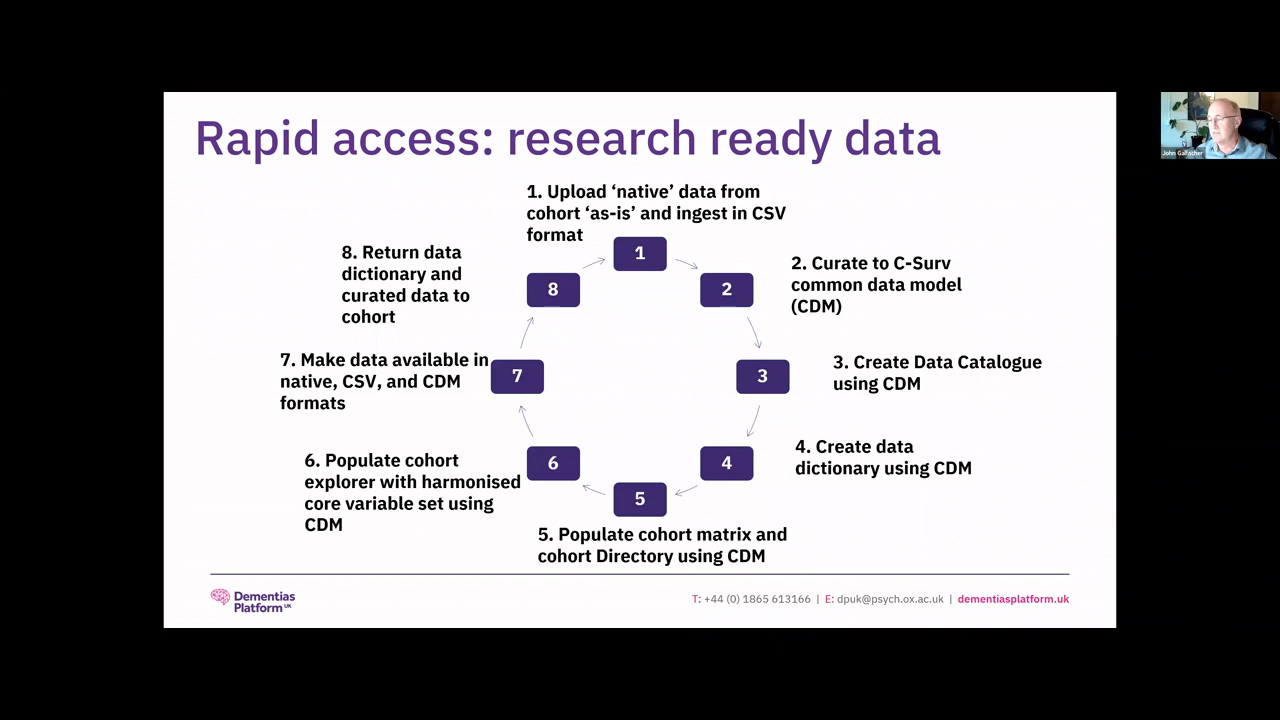 Rapid access: research ready data
1. Upload ‘native’ data from
cohort ‘as-is’ and ingest in CSV
format
1
2
2. Curate to C-Surv
common data model
(CDM)
3
3. Create Data Catalogue
using CDM
4
4. Create data
dictionary using CDM
5
5. Populate cohort matrix and
cohort Directory using CDM
6
6. Populate cohort
explorer with harmonised
core variable set using
CDM
7
7. Make data available in
native, CSV, and CDM
formats
8
8. Return data
dictionary and
curated data to
cohort
Dementias
Platform UK
T: +44 (0) 1865 613166 | E: dpuk@psych.ox.ac.uk | dementiasplatform.uk
John Gallacher